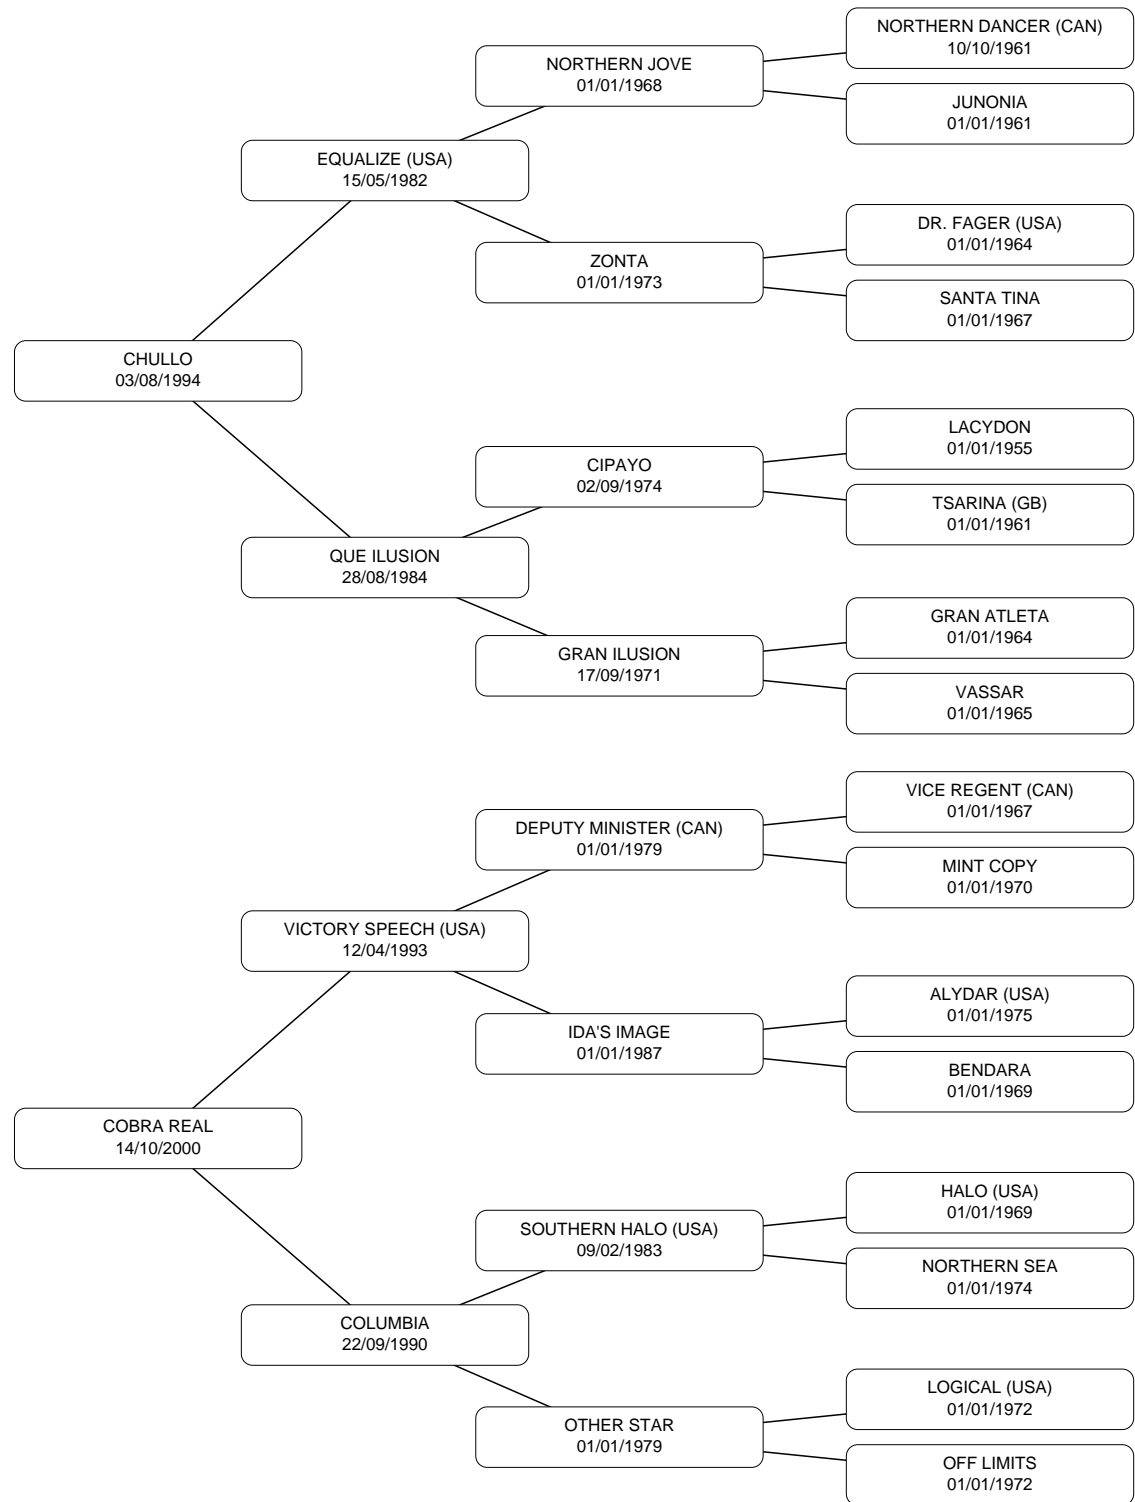 NORTHERN DANCER (CAN)
10/10/1961
NORTHERN JOVE
01/01/1968
JUNONIA
01/01/1961
EQUALIZE (USA)
15/05/1982
DR. FAGER (USA)
01/01/1964
ZONTA
01/01/1973
SANTA TINA
01/01/1967
CHULLO
03/08/1994
LACYDON
01/01/1955
CIPAYO
02/09/1974
TSARINA (GB)
01/01/1961
QUE ILUSION
28/08/1984
GRAN ATLETA
01/01/1964
GRAN ILUSION
17/09/1971
VASSAR
01/01/1965
VICE REGENT (CAN)
01/01/1967
DEPUTY MINISTER (CAN)
01/01/1979
MINT COPY
01/01/1970
VICTORY SPEECH (USA)
12/04/1993
ALYDAR (USA)
01/01/1975
IDA'S IMAGE
01/01/1987
BENDARA
01/01/1969
COBRA REAL
14/10/2000
HALO (USA)
01/01/1969
SOUTHERN HALO (USA)
09/02/1983
NORTHERN SEA
01/01/1974
COLUMBIA
22/09/1990
LOGICAL (USA)
01/01/1972
OTHER STAR
01/01/1979
OFF LIMITS
01/01/1972